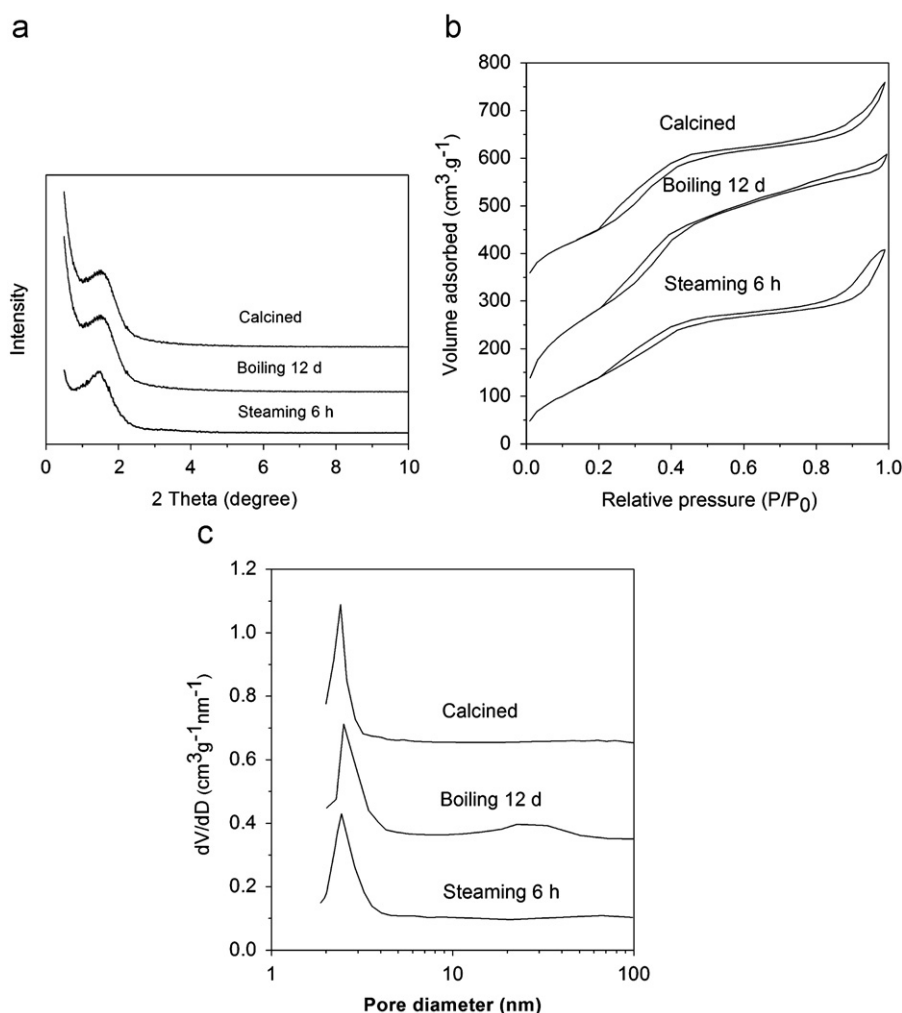 a
Intensity
Calcined
Boiling 12 d
Steaming 6 h
0 2 4 6 8 10
2 Theta (degree)
b
Volume adsorbed (cm³.g⁻¹)
800
700
600
500
400
300
200
100
0
Calcined
Boiling 12 d
Steaming 6 h
0.0 0.2 0.4 0.6 0.8 1.0
Relative pressure (P/P₀)
c
dV/dD (cm³g⁻¹nm⁻¹)
1.2
1.0
0.8
0.6
0.4
0.2
0.0
Calcined
Boiling 12 d
Steaming 6 h
1 10 100
Pore diameter (nm)